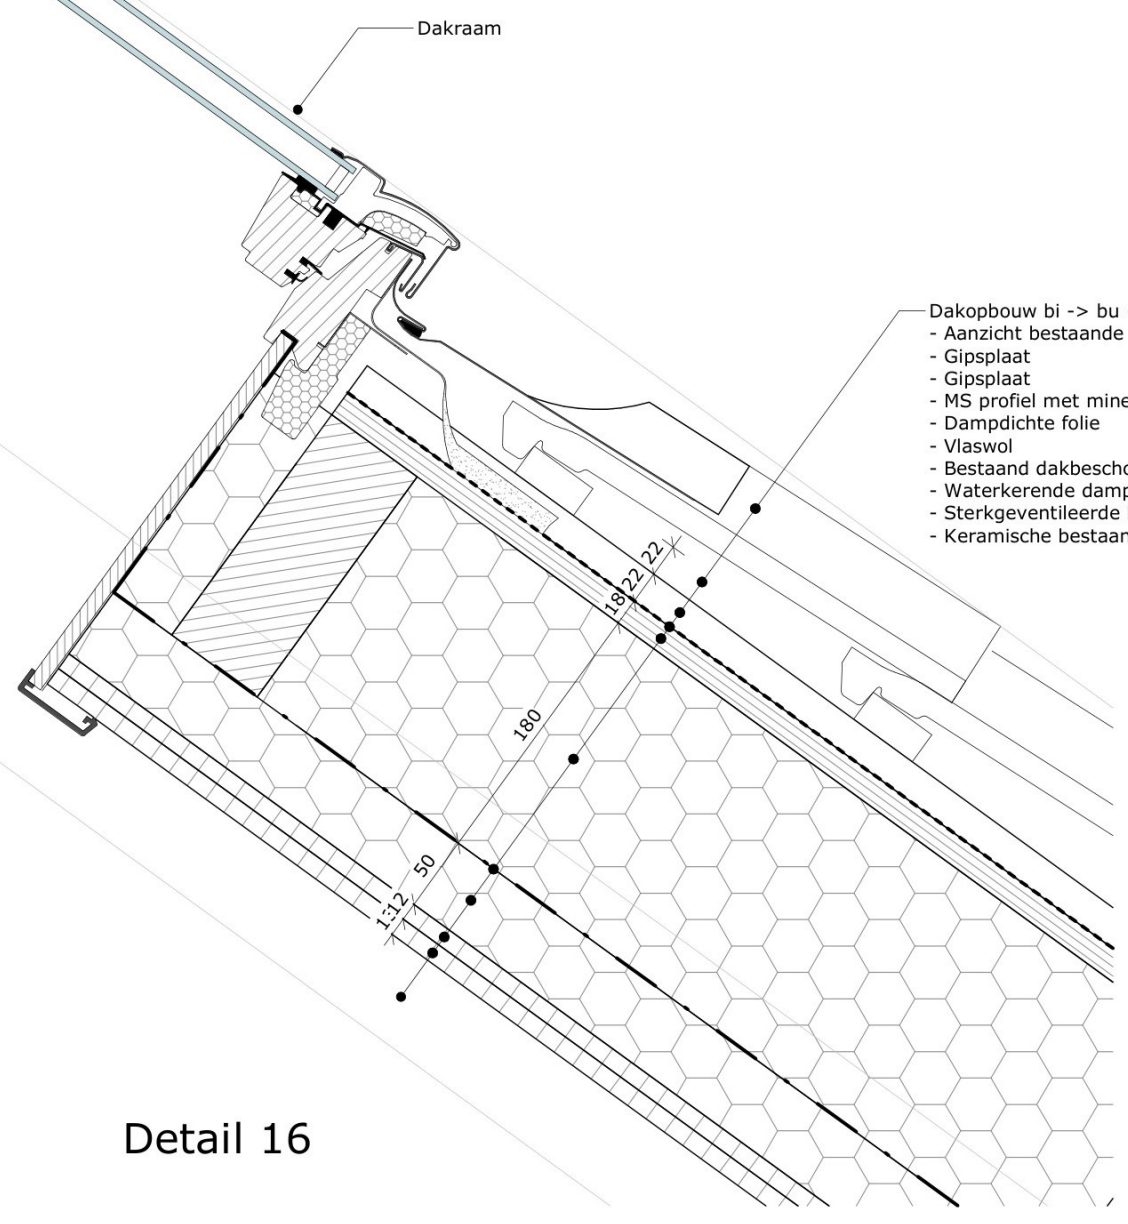 Dakraam
Dakopbouw bi -> bu
- Aanzicht bestaande
- Gipsplaat
- Gipsplaat
- MS profiel met mine
- Dampdichte folie
- Vlaswol
- Bestaand dakbescho
- Waterkerende damp
- Sterkgeventileerde
- Keramische bestaan
22
22
18
180
50
12
Detail 16